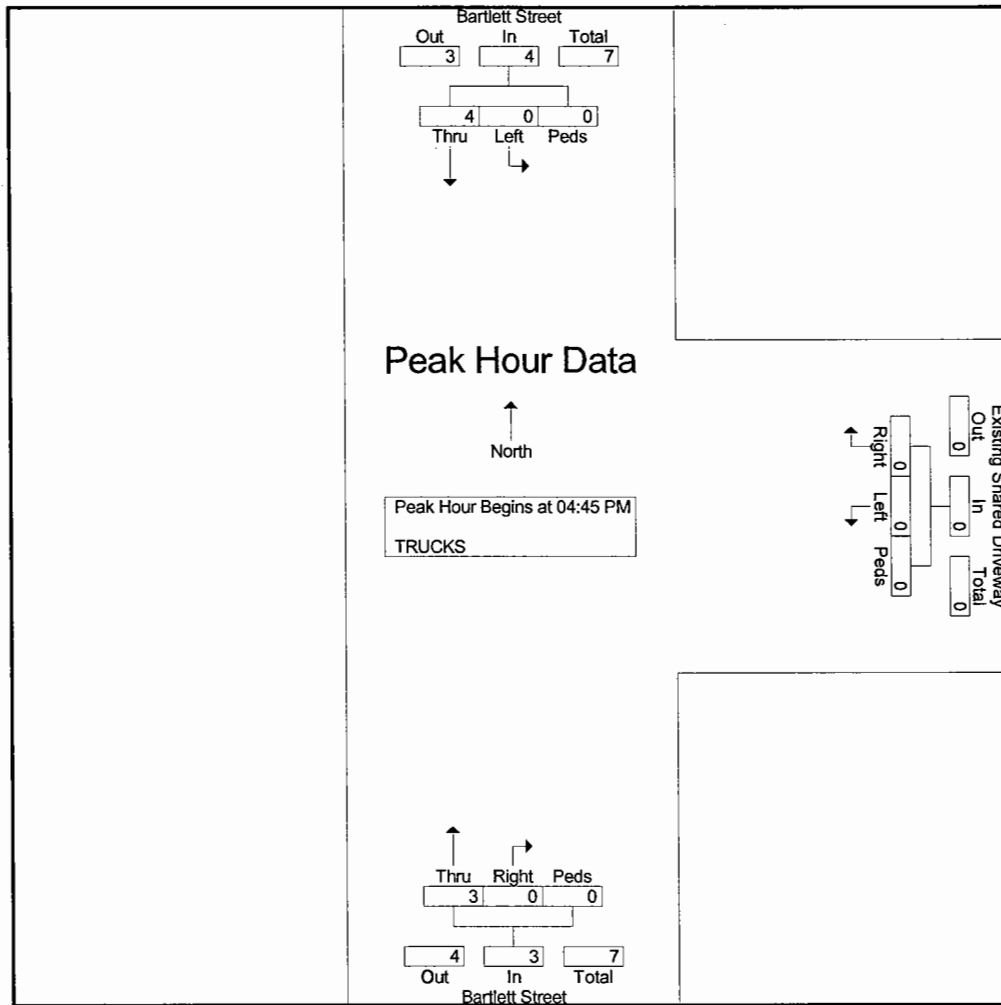 Bartlett Street
Out In Total
3 4 7
4 0 0
Thru Left Peds
Peak Hour Data
North
Peak Hour Begins at 04:45 PM
TRUCKS
Existing Shared Driveway
Out In Total
0 0 0
Right Left Peds
0 0 0
Thru Right Peds
3 0 0
4 3 7
Out In Total
Bartlett Street